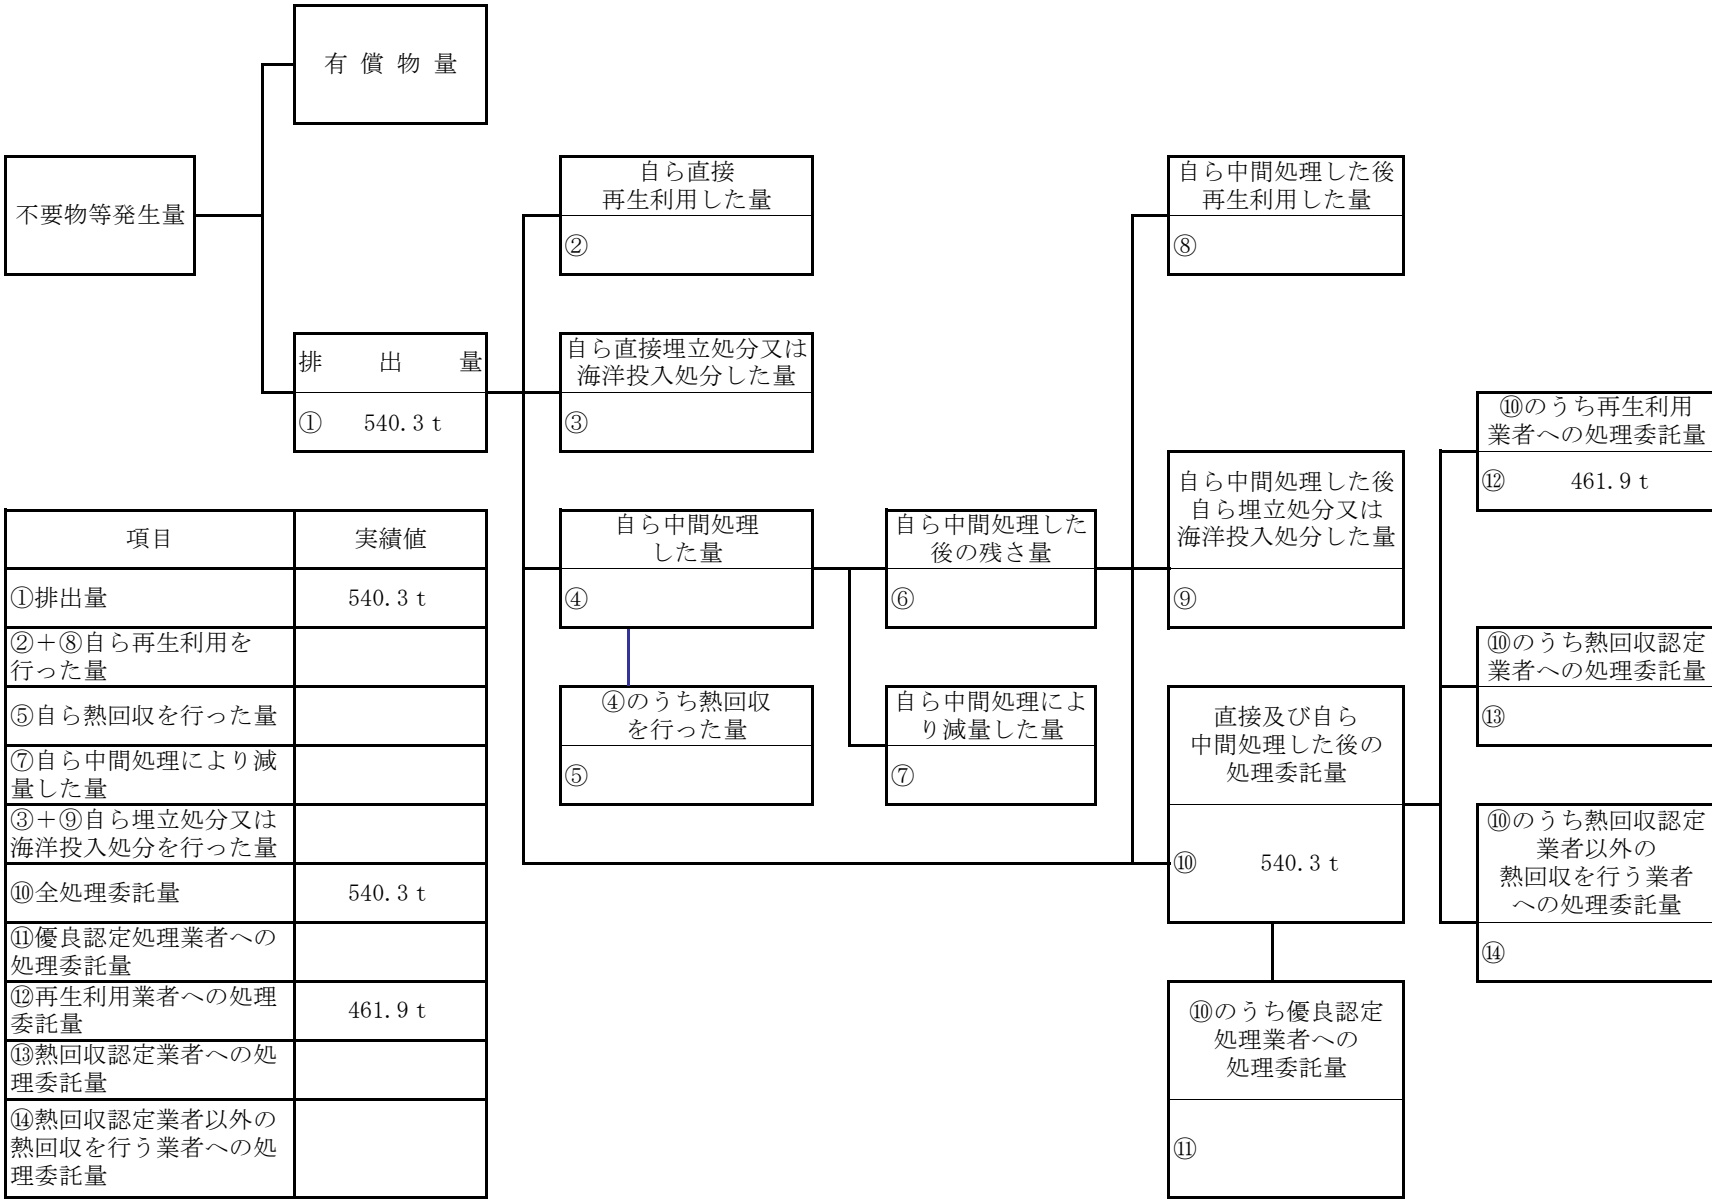 有償物量
不要物等発生量
排出量
① 540.3 t
自ら直接
再生利用した量
②
自ら直接埋立処分又は
海洋投入処分した量
③
自ら中間処理
した量
④
④のうち熱回収
を行った量
⑤
自ら中間処理した
後の残さ量
⑥
自ら中間処理によ
り減量した量
⑦
自ら中間処理した後
再生利用した量
⑧
自ら中間処理した後
自ら埋立処分又は
海洋投入処分した量
⑨
直接及び自ら
中間処理した後の
処理委託量
⑩ 540.3 t
⑩のうち優良認定
処理業者への
処理委託量
⑪
⑩のうち再生利用
業者への処理委託量
⑫ 461.9 t
⑩のうち熱回収認定
業者への処理委託量
⑬
⑩のうち熱回収認定
業者以外の
熱回収を行う業者
への処理委託量
⑭
項目 実績値
①排出量 540.3 t
②+⑧自ら再生利用を
行った量
⑤自ら熱回収を行った量
⑦自ら中間処理により減
量した量
③+⑨自ら埋立処分又は
海洋投入処分を行った量
⑩全処理委託量 540.3 t
⑪優良認定処理業者への
処理委託量
⑫再生利用業者への処理
委託量 461.9 t
⑬熱回収認定業者への処
理委託量
⑭熱回収認定業者以外の
熱回収を行う業者への処
理委託量